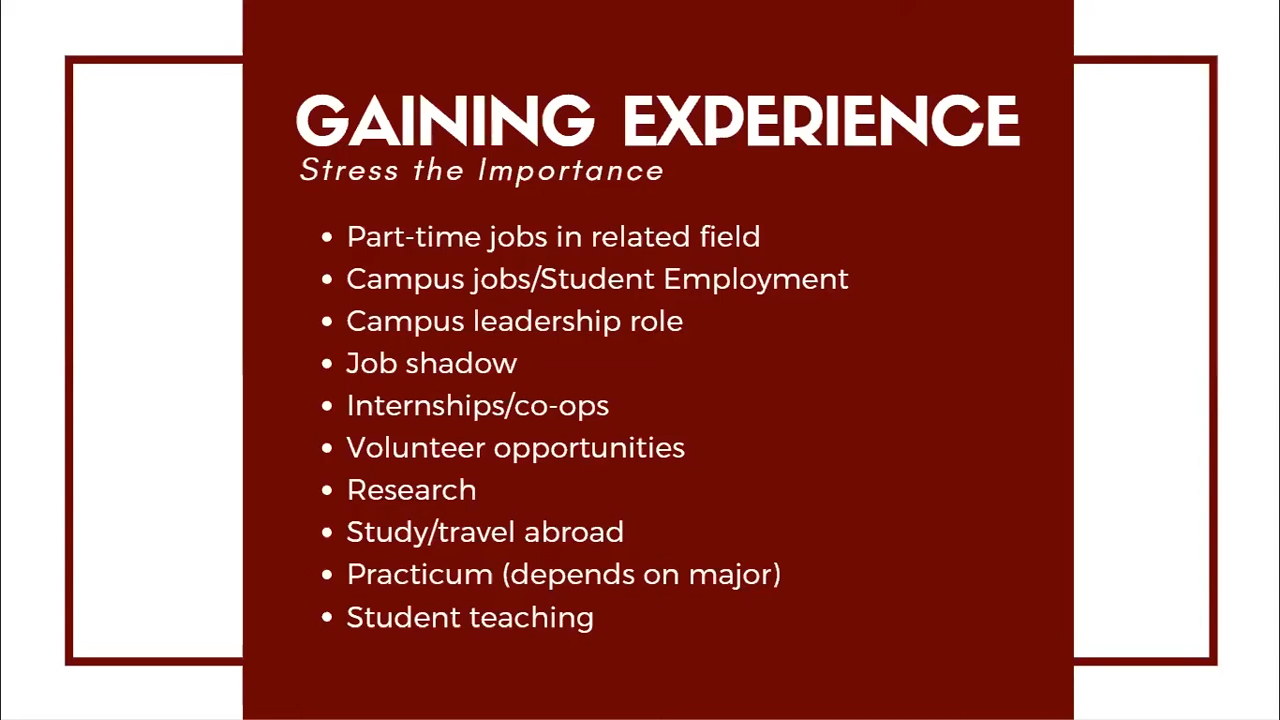 GAINING EXPERIENCE
Stress the Importance
• Part-time jobs in related field
• Campus jobs/Student Employment
• Campus leadership role
• Job shadow
• Internships/co-ops
• Volunteer opportunities
• Research
• Study/travel abroad
• Practicum (depends on major)
• Student teaching